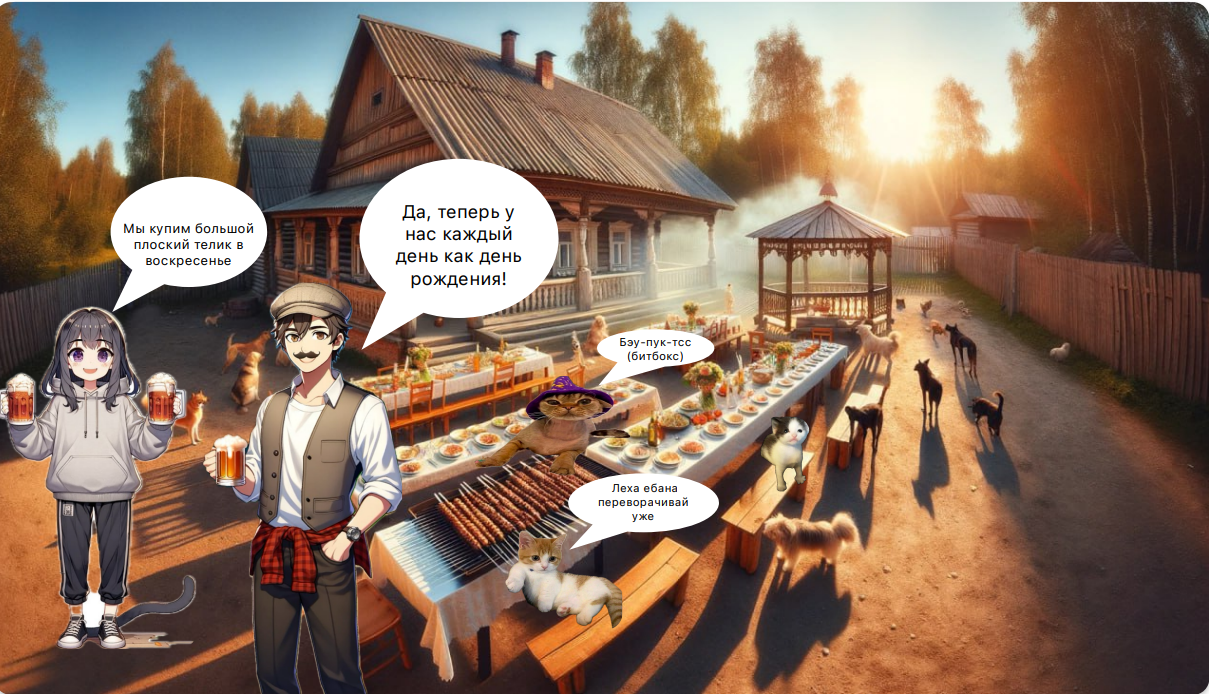 Мы купим большой
плоский телик в
воскресенье
Да, теперь у
нас каждый
день как день
рождения!
Бэу-пук-тсс
(битбокс)
Леха ебана
переворачивай
уже